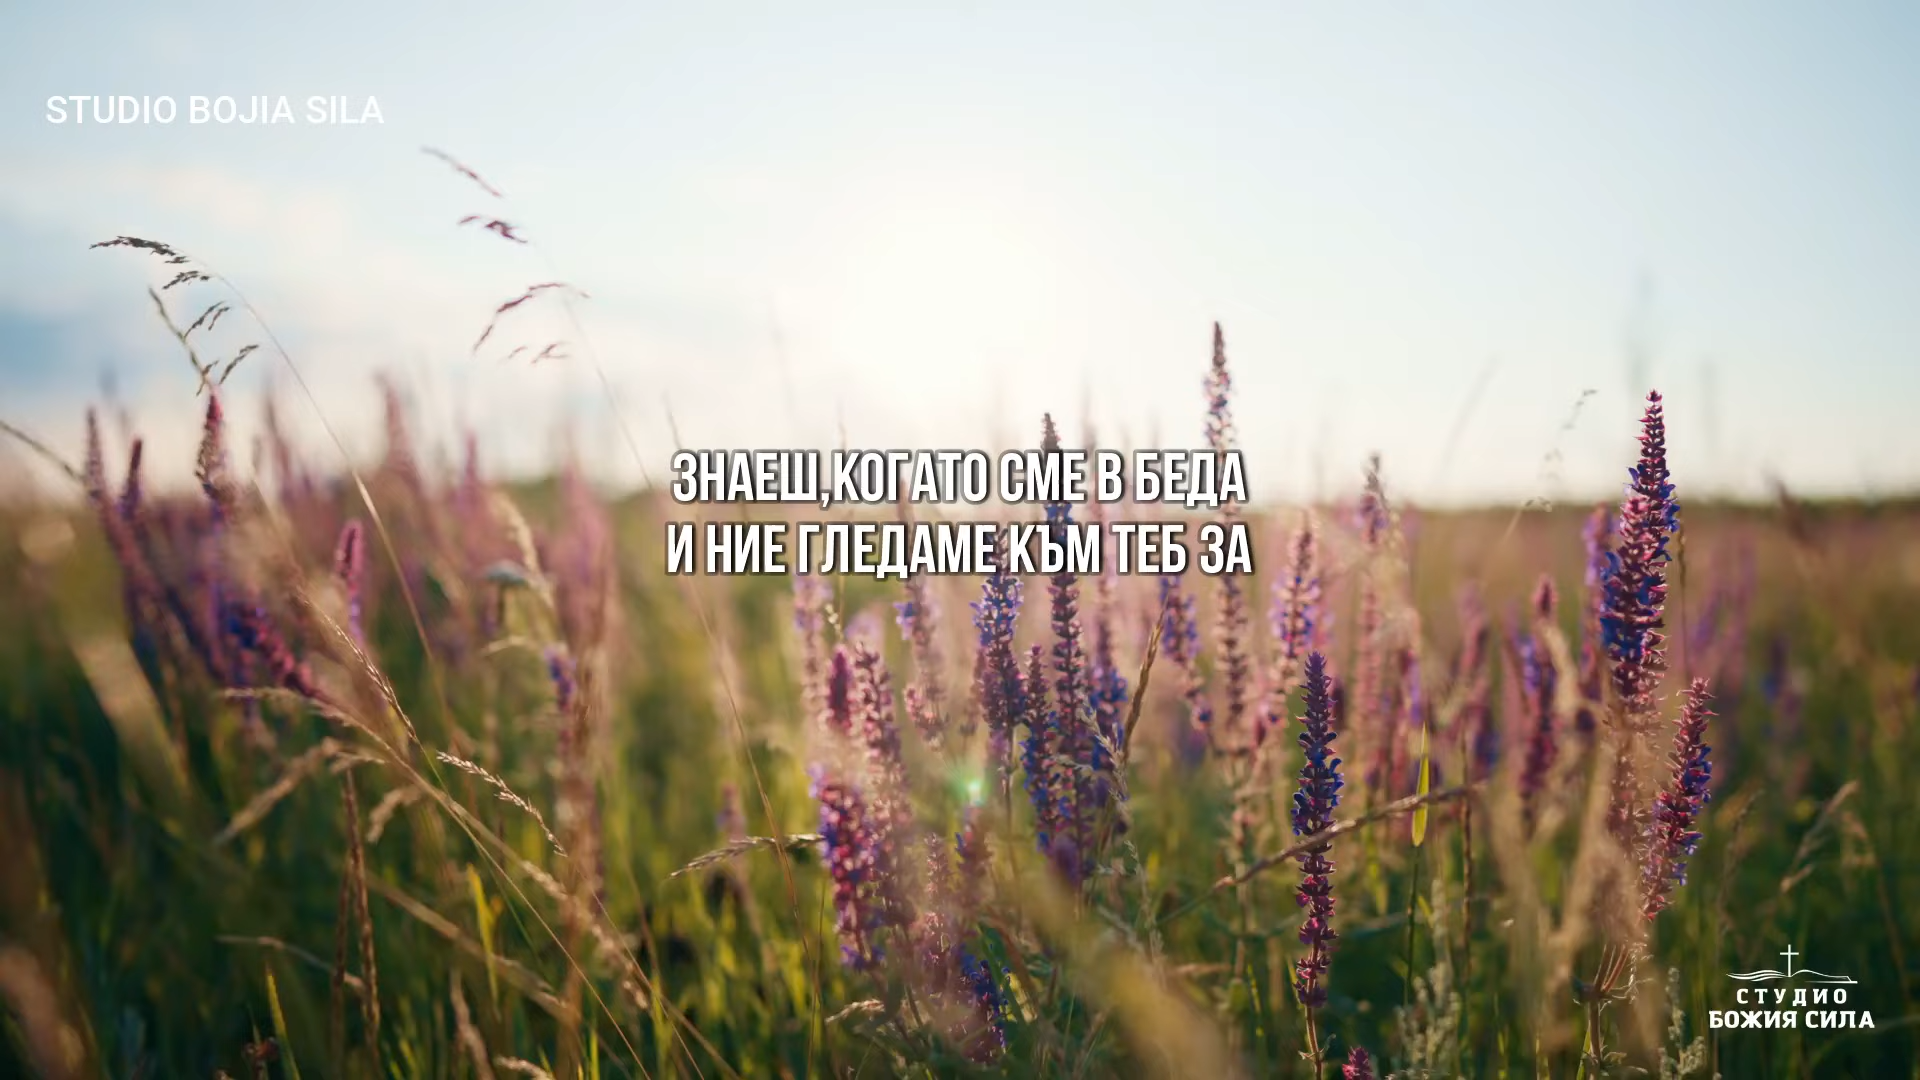 STUDIO BOJIA SILA
ЗНАЕШ,КОГАТО СМЕ В БЕДА
И НИЕ ГЛЕДАМЕ КЪМ ТЕБ ЗА
СТУДИО
БОЖИЯ СИЛА